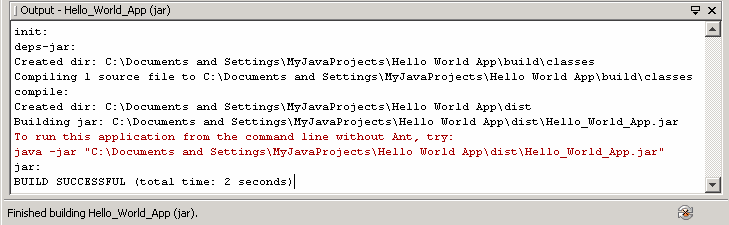 Output - Hello_World_App (jar)
init:
deps-jar:
Created dir: C:\Documents and Settings\MyJavaProjects\Hello World App\build\classes
Compiling 1 source file to C:\Documents and Settings\MyJavaProjects\Hello World App\build\classes
compile:
Created dir: C:\Documents and Settings\MyJavaProjects\Hello World App\dist
Building jar: C:\Documents and Settings\MyJavaProjects\Hello World App\dist\Hello_World_App.jar
To run this application from the command line without Ant, try:
java -jar "C:\Documents and Settings\MyJavaProjects\Hello World App\dist\Hello_World_App.jar"
jar:
BUILD SUCCESSFUL (total time: 2 seconds)
Finished building Hello_World_App (jar).